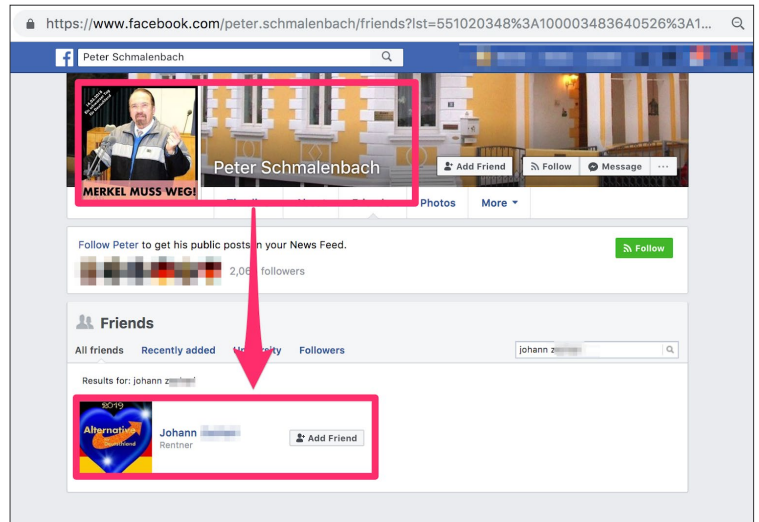 https://www.facebook.com/peter.schmalenbach/friends?lst=551020348%3A100003483640526%3A1...
Peter Schmalenbach
MERKEL MUSS WEG!
Peter Schmalenbach
Add Friend
Follow
Message
Photos
More
Follow Peter to get his public posts in your News Feed.
followers
Follow
Friends
All friends
Recently added
Followers
johann z
Results for: johann z
2019
Alternative
Deutschland
Johann
Rentner
Add Friend